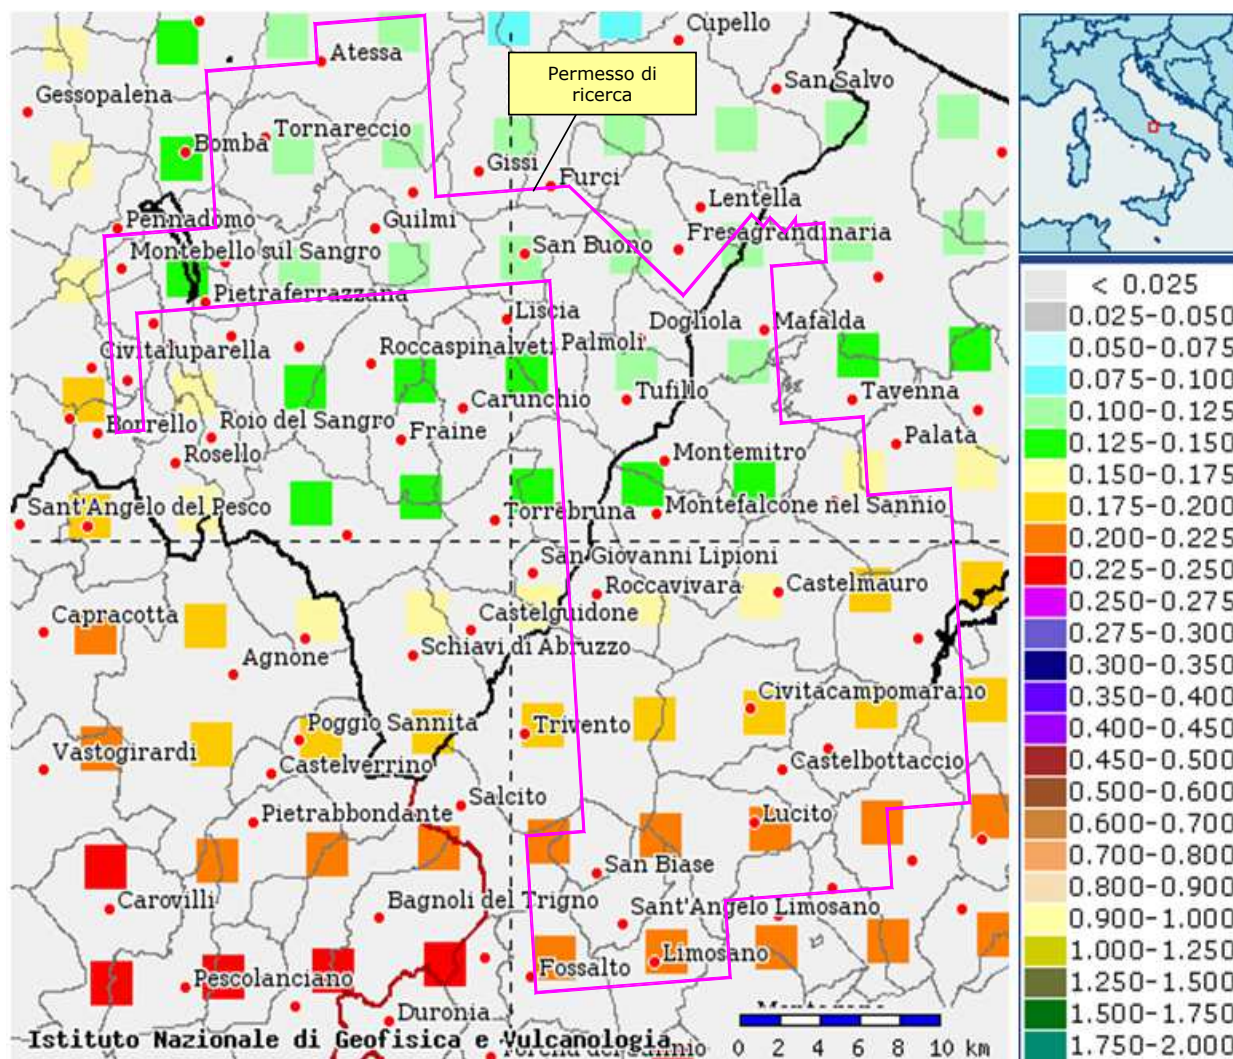 Cupello
Atessa
Permesso di
ricerca
San Salvo
Gessopalena
Tornareccio
Bomba
Gissi
Furci
Lentella
Pennadomo
Guilmi
Fresagrandinaria
San Buono
Montebello sul Sangro
Pietraferrazzana
Liscia
Dogliola
Mafalda
Civitaluparella
Roccaspinalveti
Palmoli
Carunchio
Tufillo
Tavenna
Borrello
Roio del Sangro
Fraine
Palata
Rosello
Montemitro
Sant'Angelo del Pesco
Torrebruna
Montefalcone nel Sannio
San Giovanni Lipioni
Roccavivara
Castelmauro
Capracotta
Castelguidone
Agnone
Schiavi di Abruzzo
Civitacampomarano
Poggio Sannita
Trivento
Vastogirardi
Castelverrino
Castelbottaccio
Salcito
Pietrabbondante
Lucito
San Biase
Carovilli
Bagnoli del Trigno
Sant'Angelo Limosano
Limosano
Fossalto
Pescolanciano
Duronia
Istituto Nazionale di Geofisica e Vulcanologia
0 2 4 6 8 10 km
< 0.025
0.025-0.050
0.050-0.075
0.075-0.100
0.100-0.125
0.125-0.150
0.150-0.175
0.175-0.200
0.200-0.225
0.225-0.250
0.250-0.275
0.275-0.300
0.300-0.350
0.350-0.400
0.400-0.450
0.450-0.500
0.500-0.600
0.600-0.700
0.700-0.800
0.800-0.900
0.900-1.000
1.000-1.250
1.250-1.500
1.500-1.750
1.750-2.000